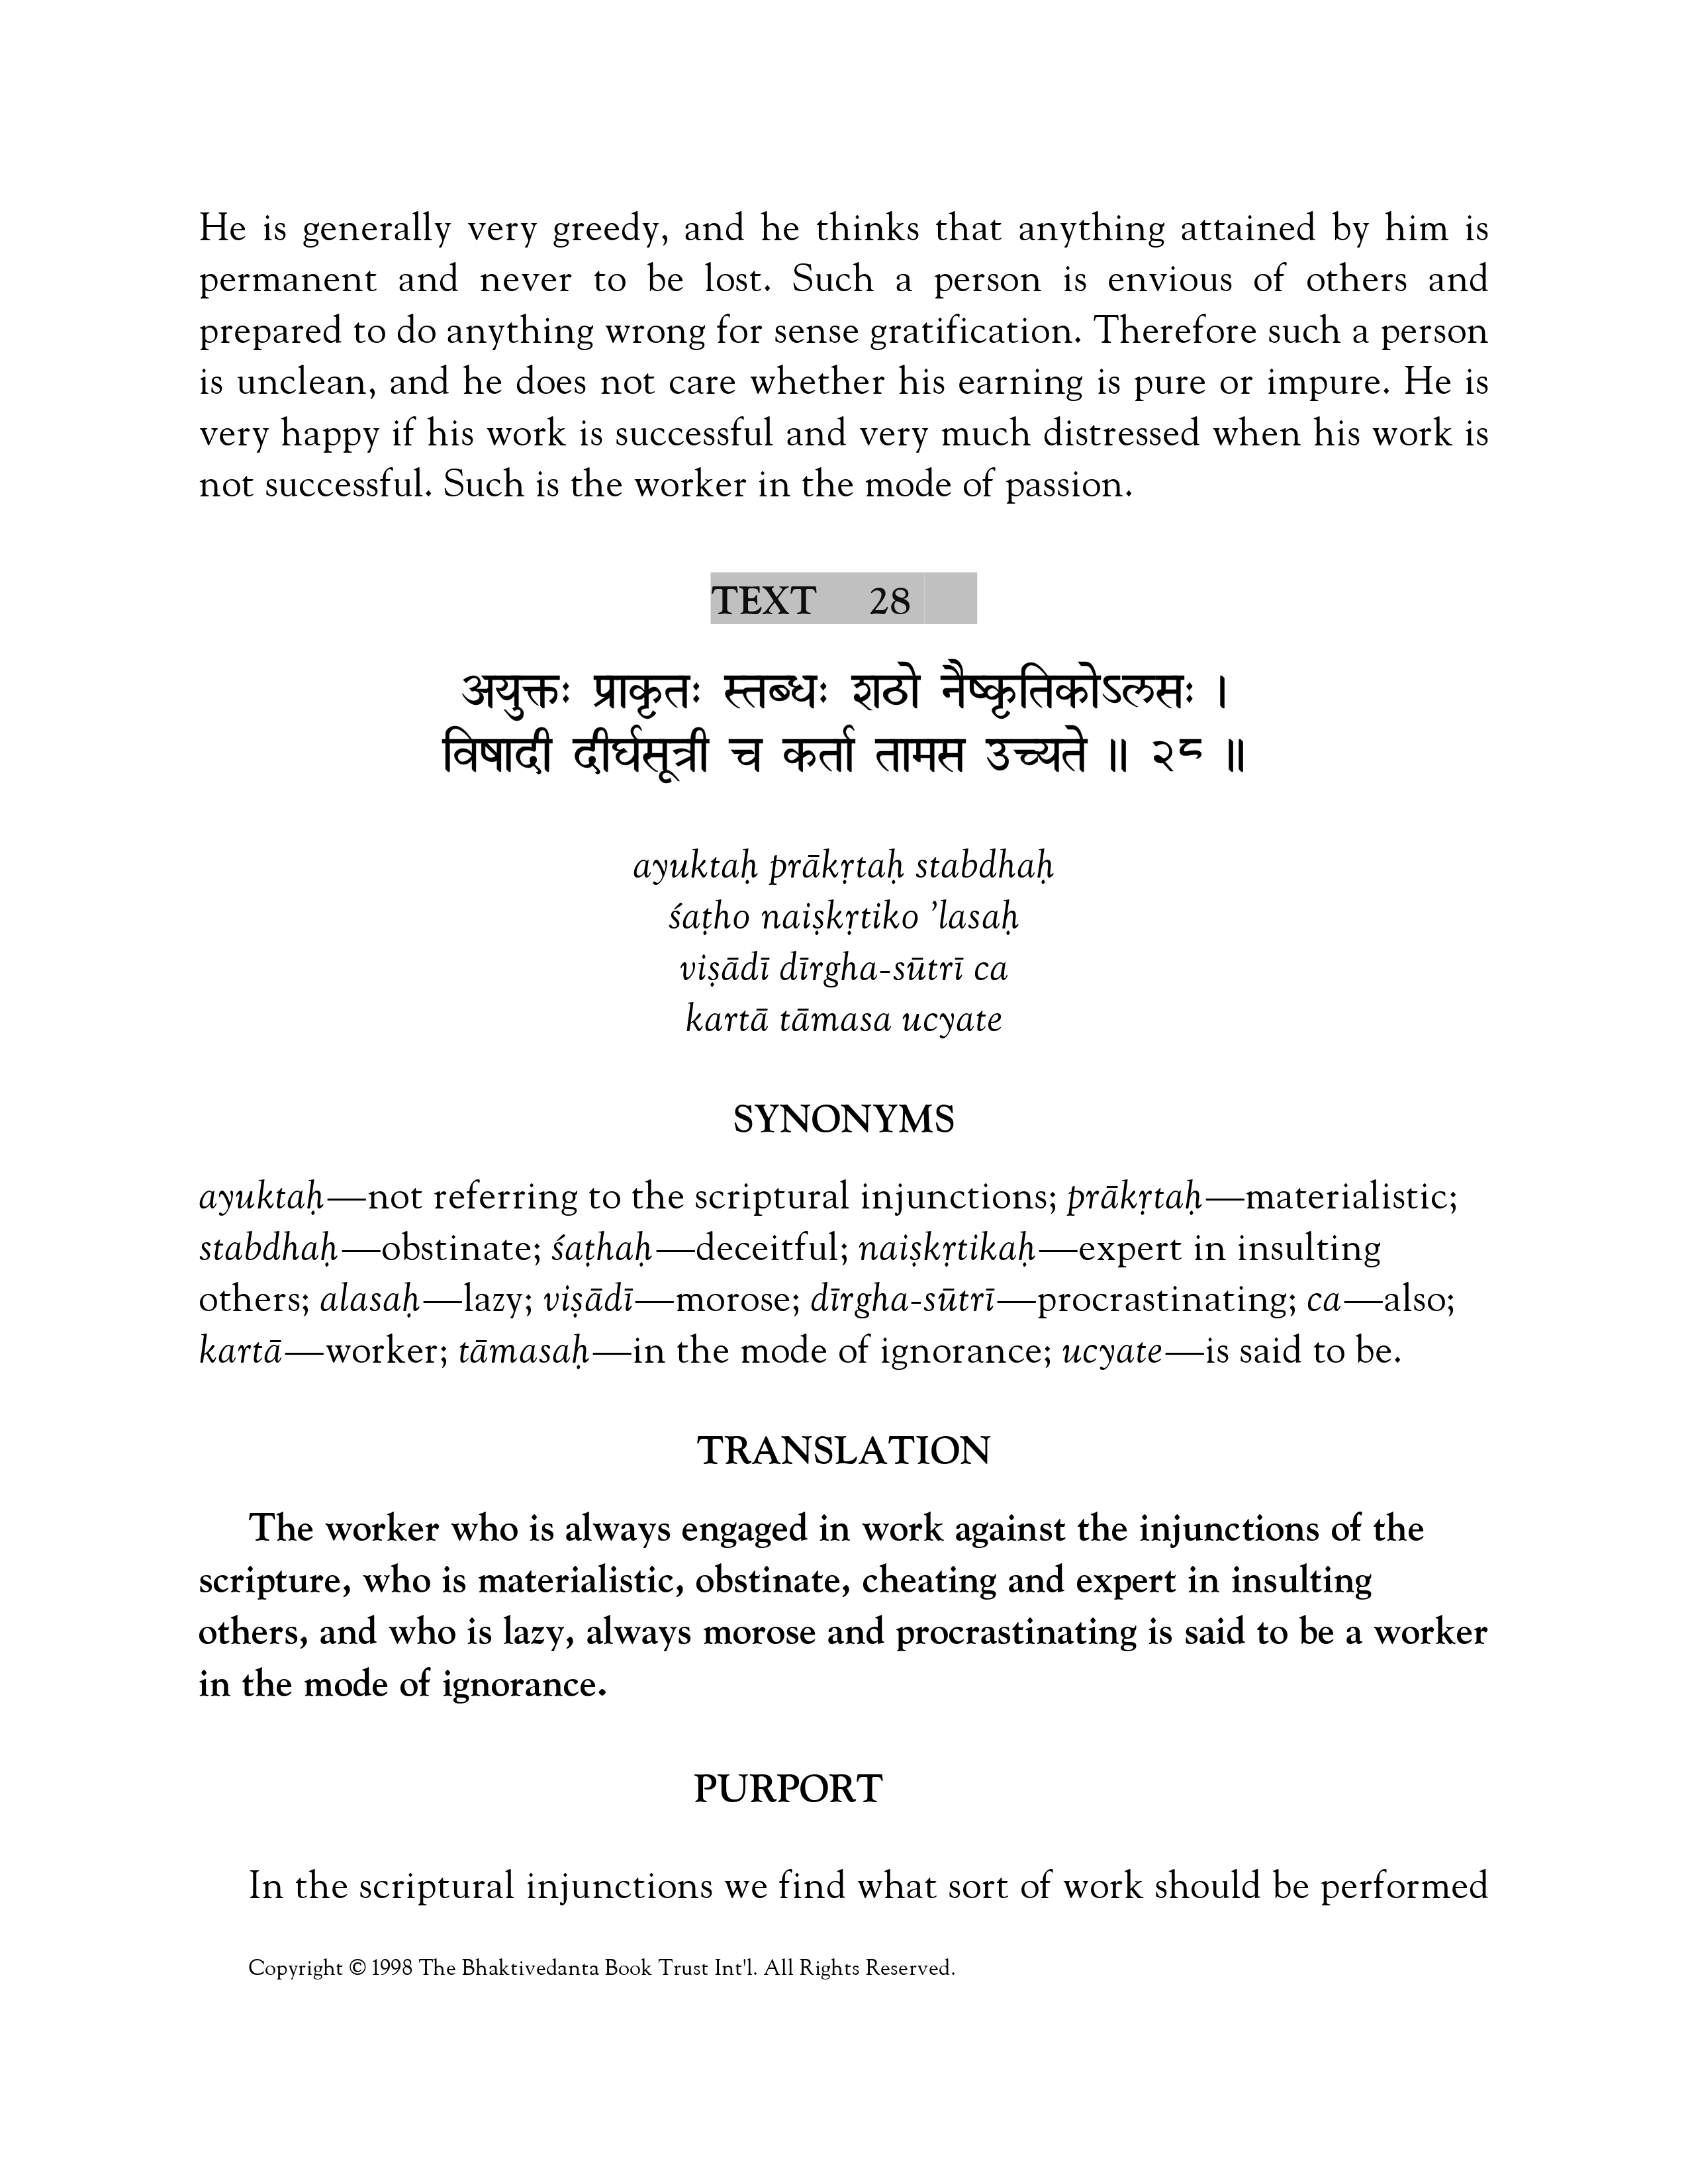 He is generally very greedy, and he thinks that anything attained by him is
permanent and never to be lost. Such a person is envious of others and
prepared to do anything wrong for sense gratification. Therefore such a person
is unclean, and he does not care whether his earning is pure or impure. He is
very happy if his work is successful and very much distressed when his work is
not successful. Such is the worker in the mode of passion.
TEXT 28
अयुक्तः प्राकृतः स्तब्धः शठो नैष्कृतिकोऽलसः ।
विषादी दीर्घसूत्री च कर्ता तामस उच्यते ॥ २८ ॥
ayuktaḥ prākṛtaḥ stabdhaḥ
śaṭho naiṣkṛtiko ’lasaḥ
viṣādī dīrgha-sūtrī ca
kartā tāmasa ucyate
SYNONYMS
ayuktaḥ—not referring to the scriptural injunctions; prākṛtaḥ—materialistic;
stabdhaḥ—obstinate; śaṭhaḥ—deceitful; naiṣkṛtikaḥ—expert in insulting
others; alasaḥ—lazy; viṣādī—morose; dīrgha-sūtrī—procrastinating; ca—also;
kartā—worker; tāmasaḥ—in the mode of ignorance; ucyate—is said to be.
TRANSLATION
The worker who is always engaged in work against the injunctions of the
scripture, who is materialistic, obstinate, cheating and expert in insulting
others, and who is lazy, always morose and procrastinating is said to be a worker
in the mode of ignorance.
PURPORT
In the scriptural injunctions we find what sort of work should be performed
Copyright © 1998 The Bhaktivedanta Book Trust Int'l. All Rights Reserved.